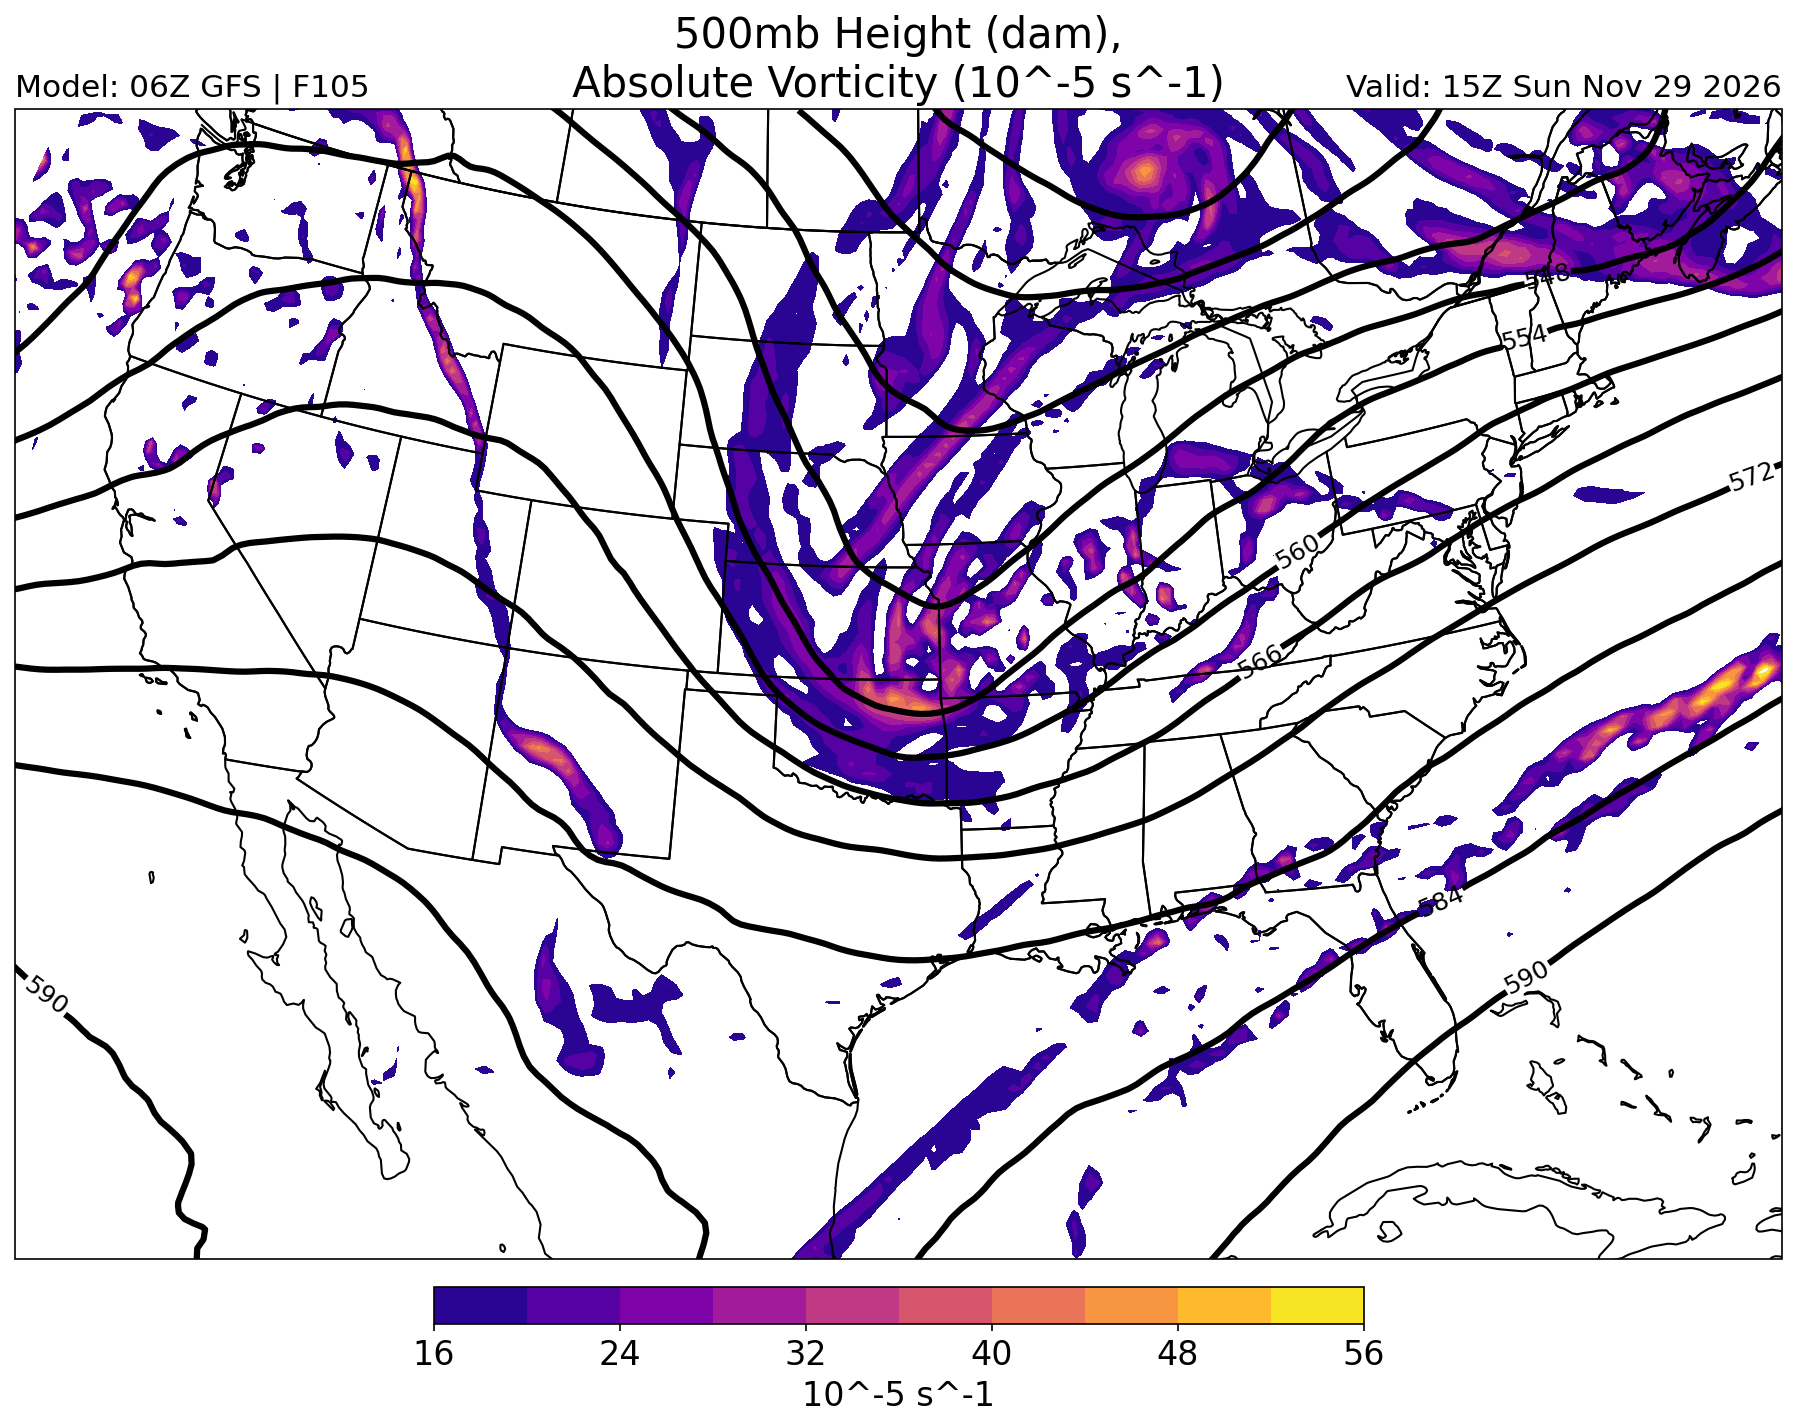 500mb Height (dam),
Absolute Vorticity (10^-5 s^-1)
Model: 06Z GFS | F105
Valid: 15Z Sun Nov 29 2026
548
554
572
560
566
584
590
590
16 24 32 40 48 56
10^-5 s^-1